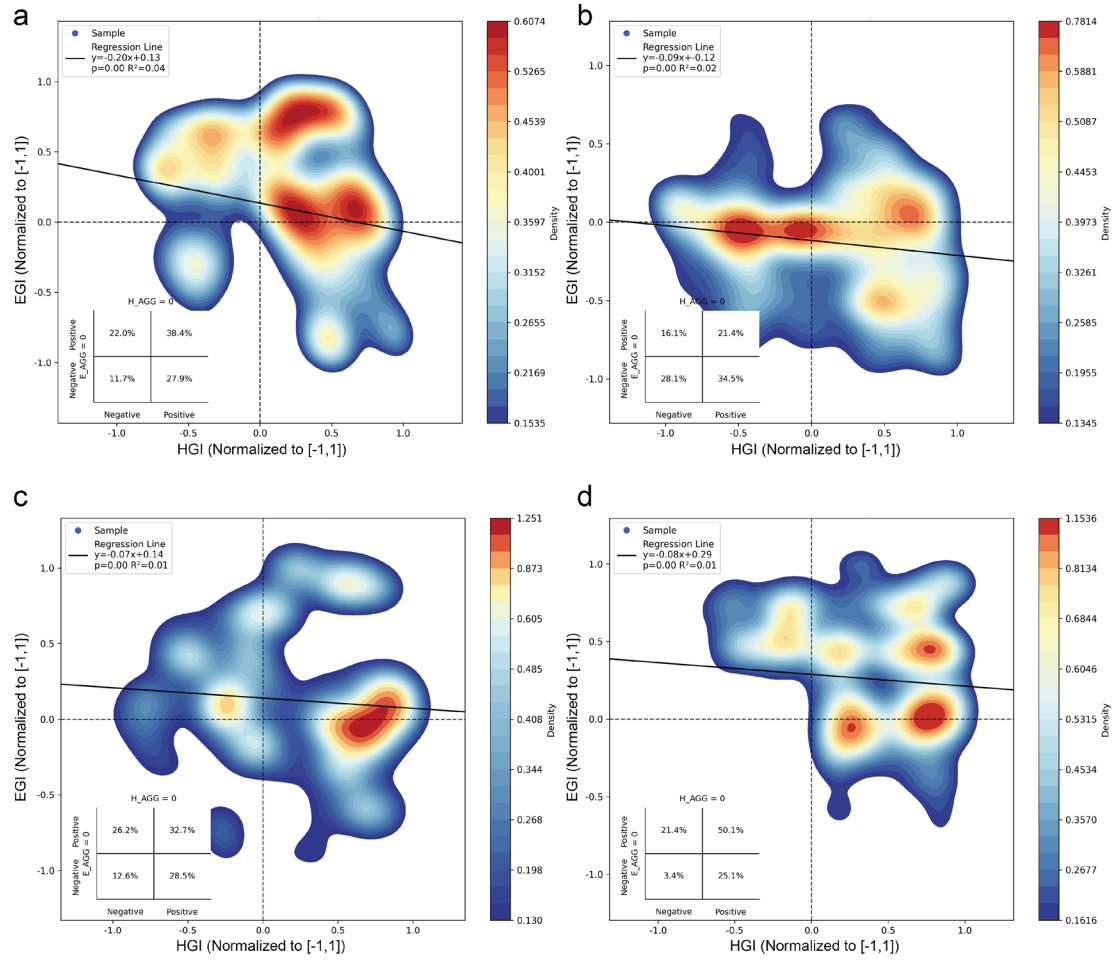 a
Sample
Regression Line
y=-0.20x+0.13
p=0.00 R²=0.04
1.0
0.5
0.0
-0.5
-1.0
EGI (Normalized to [-1,1])
-1.0 -0.5 0.0 0.5 1.0
HGI (Normalized to [-1,1])
H_AGG = 0
Negative Positive
E_AGG = 0
22.0% 38.4%
11.7% 27.9%
Negative Positive
0.6074
0.5265
0.4539
0.4001
0.3597
0.3152
0.2655
0.2169
0.1535
Density
b
Sample
Regression Line
y=-0.09x+-0.12
p=0.00 R²=0.02
1.0
0.5
0.0
-0.5
-1.0
EGI (Normalized to [-1,1])
-1.0 -0.5 0.0 0.5 1.0
HGI (Normalized to [-1,1])
H_AGG = 0
Negative Positive
E_AGG = 0
16.1% 21.4%
28.1% 34.5%
Negative Positive
0.7814
0.5881
0.5087
0.4453
0.3973
0.3261
0.2585
0.1955
0.1345
Density
c
Sample
Regression Line
y=-0.07x+0.14
p=0.00 R²=0.01
1.0
0.5
0.0
-0.5
-1.0
EGI (Normalized to [-1,1])
-1.0 -0.5 0.0 0.5 1.0
HGI (Normalized to [-1,1])
H_AGG = 0
Negative Positive
E_AGG = 0
26.2% 32.7%
12.6% 28.5%
Negative Positive
1.251
0.873
0.605
0.485
0.408
0.344
0.268
0.198
0.130
Density
d
Sample
Regression Line
y=-0.08x+0.29
p=0.00 R²=0.01
1.0
0.5
0.0
-0.5
-1.0
EGI (Normalized to [-1,1])
-1.0 -0.5 0.0 0.5 1.0
HGI (Normalized to [-1,1])
H_AGG = 0
Negative Positive
E_AGG = 0
21.4% 50.1%
3.4% 25.1%
Negative Positive
1.1536
0.8134
0.6844
0.6046
0.5315
0.4534
0.3570
0.2677
0.1616
Density